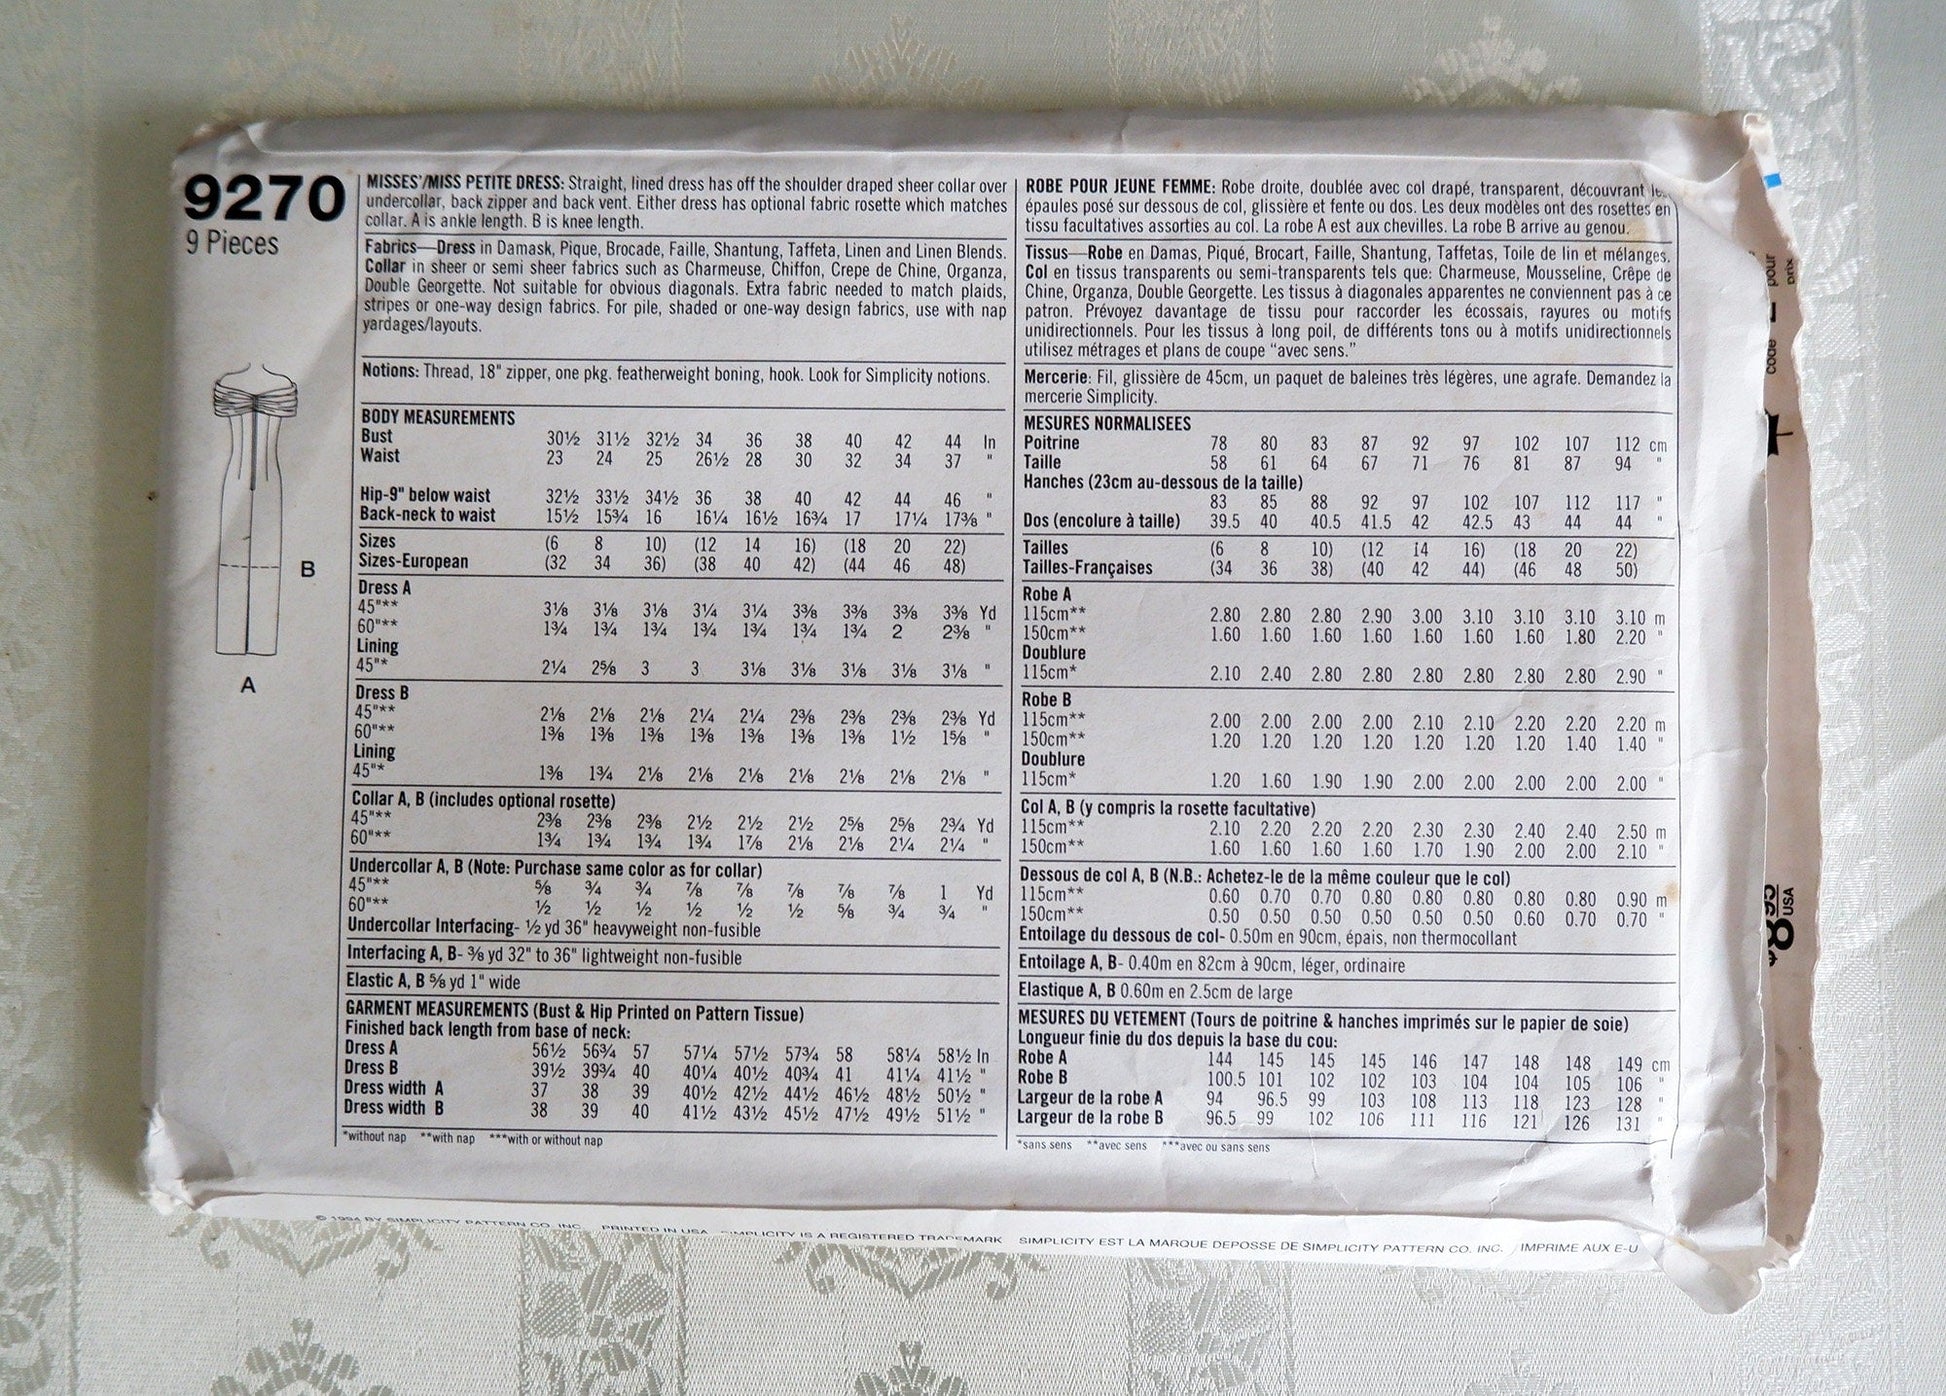 9270
9 Pieces
A
B
MISSES'/MISS PETITE DRESS: Straight, lined dress has off the shoulder draped sheer collar over
undercollar, back zipper and back vent. Either dress has optional fabric rosette which matches
collar. A is ankle length. B is knee length.
Fabrics—Dress in Damask, Pique, Brocade, Faille, Shantung, Taffeta, Linen and Linen Blends.
Collar in sheer or semi sheer fabrics such as Charmeuse, Chiffon, Crepe de Chine, Organza,
Double Georgette. Not suitable for obvious diagonals. Extra fabric needed to match plaids,
stripes or one-way design fabrics. For pile, shaded or one-way design fabrics, use with nap
yardages/layouts.
Notions: Thread, 18" zipper, one pkg. featherweight boning, hook. Look for Simplicity notions.
BODY MEASUREMENTS
Bust 30½ 31½ 32½ 34 36 38 40 42 44 In
Waist 23 24 25 26½ 28 30 32 34 37 "
Hip-9" below waist 32½ 33½ 34½ 36 38 40 42 44 46 "
Back-neck to waist 15½ 15¾ 16 16¼ 16½ 16¾ 17 17¼ 17⅜ "
Sizes (6 8 10) (12 14 16) (18 20 22)
Sizes-European (32 34 36) (38 40 42) (44 46 48)
Dress A
45"** 3⅛ 3⅛ 3⅛ 3¼ 3¼ 3⅜ 3⅜ 3⅜ 3⅜ Yd
60"** 1¾ 1¾ 1¾ 1¾ 1¾ 1¾ 1¾ 2 2⅜ "
Lining
45"* 2¼ 2⅝ 3 3 3⅛ 3⅛ 3⅛ 3⅛ 3⅛ "
Dress B
45"** 2⅛ 2⅛ 2⅛ 2¼ 2¼ 2⅜ 2⅜ 2⅜ 2⅜ Yd
60"** 1⅜ 1⅜ 1⅜ 1⅜ 1⅜ 1⅜ 1⅜ 1½ 1⅝ "
Lining
45"* 1⅜ 1¾ 2⅛ 2⅛ 2⅛ 2⅛ 2⅛ 2⅛ 2⅛ "
Collar A, B (includes optional rosette)
45"** 2⅜ 2⅜ 2⅜ 2½ 2½ 2½ 2⅝ 2⅝ 2¾ Yd
60"** 1¾ 1¾ 1¾ 1¾ 1⅞ 2⅛ 2⅛ 2¼ 2¼ "
Undercollar A, B (Note: Purchase same color as for collar)
45"** ⅝ ¾ ¾ ⅞ ⅞ ⅞ ⅞ ⅞ 1 Yd
60"** ½ ½ ½ ½ ½ ½ ⅝ ¾ ¾ "
Undercollar Interfacing- ½ yd 36" heavyweight non-fusible
Interfacing A, B- ⅜ yd 32" to 36" lightweight non-fusible
Elastic A, B ⅝ yd 1" wide
GARMENT MEASUREMENTS (Bust & Hip Printed on Pattern Tissue)
Finished back length from base of neck:
Dress A 56½ 56¾ 57 57¼ 57½ 57¾ 58 58¼ 58½ In
Dress B 39½ 39¾ 40 40¼ 40½ 40¾ 41 41¼ 41½ "
Dress width A 37 38 39 40½ 42½ 44½ 46½ 48½ 50½ "
Dress width B 38 39 40 41½ 43½ 45½ 47½ 49½ 51½ "
*without nap **with nap ***with or without nap
ROBE POUR JEUNE FEMME: Robe droite, doublée avec col drapé, transparent, découvrant les
épaules posé sur dessous de col, glissière et fente ou dos. Les deux modèles ont des rosettes en
tissu facultatives assorties au col. La robe A est aux chevilles. La robe B arrive au genou.
Tissus—Robe en Damas, Piqué, Brocart, Faille, Shantung, Taffetas, Toile de lin et mélanges.
Col en tissus transparents ou semi-transparents tels que: Charmeuse, Mousseline, Crêpe de
Chine, Organza, Double Georgette. Les tissus à diagonales apparentes ne conviennent pas à ce
patron. Prévoyez davantage de tissu pour raccorder les écossais, rayures ou motifs
unidirectionnels. Pour les tissus à long poil, de différents tons ou à motifs unidirectionnels
utilisez métrages et plans de coupe "avec sens."
Mercerie: Fil, glissière de 45cm, un paquet de baleines très légères, une agrafe. Demandez la
mercerie Simplicity.
MESURES NORMALISEES
Poitrine 78 80 83 87 92 97 102 107 112 cm
Taille 58 61 64 67 71 76 81 87 94 "
Hanches (23cm au-dessous de la taille)
83 85 88 92 97 102 107 112 117 "
Dos (encolure à taille) 39.5 40 40.5 41.5 42 42.5 43 44 44 "
Tailles (6 8 10) (12 14 16) (18 20 22)
Tailles-Françaises (34 36 38) (40 42 44) (46 48 50)
Robe A
115cm** 2.80 2.80 2.80 2.90 3.00 3.10 3.10 3.10 3.10 m
150cm** 1.60 1.60 1.60 1.60 1.60 1.60 1.60 1.80 2.20 "
Doublure
115cm* 2.10 2.40 2.80 2.80 2.80 2.80 2.80 2.80 2.90 "
Robe B
115cm** 2.00 2.00 2.00 2.00 2.10 2.10 2.20 2.20 2.20 m
150cm** 1.20 1.20 1.20 1.20 1.20 1.20 1.20 1.40 1.40 "
Doublure
115cm* 1.20 1.60 1.90 1.90 2.00 2.00 2.00 2.00 2.00 "
Col A, B (y compris la rosette facultative)
115cm** 2.10 2.20 2.20 2.20 2.30 2.30 2.40 2.40 2.50 m
150cm** 1.60 1.60 1.60 1.60 1.70 1.90 2.00 2.00 2.10 "
Dessous de col A, B (N.B.: Achetez-le de la même couleur que le col)
115cm** 0.60 0.70 0.70 0.80 0.80 0.80 0.80 0.80 0.90 m
150cm** 0.50 0.50 0.50 0.50 0.50 0.50 0.60 0.70 0.70 "
Entoilage du dessous de col- 0.50m en 90cm, épais, non thermocollant
Entoilage A, B- 0.40m en 82cm à 90cm, léger, ordinaire
Elastique A, B 0.60m en 2.5cm de large
MESURES DU VETEMENT (Tours de poitrine & hanches imprimés sur le papier de soie)
Longueur finie du dos depuis la base du cou:
Robe A 144 145 145 145 146 147 148 148 149 cm
Robe B 100.5 101 102 102 103 104 104 105 106 "
Largeur de la robe A 94 96.5 99 103 108 113 118 123 128 "
Largeur de la robe B 96.5 99 102 106 111 116 121 126 131 "
*sans sens **avec sens ***avec ou sans sens
© 1994 BY SIMPLICITY PATTERN CO. INC. PRINTED IN USA SIMPLICITY IS A REGISTERED TRADEMARK SIMPLICITY EST LA MARQUE DEPOSSE DE SIMPLICITY PATTERN CO. INC. IMPRIME AUX E-U
pour
prix
code
$8.95
USA